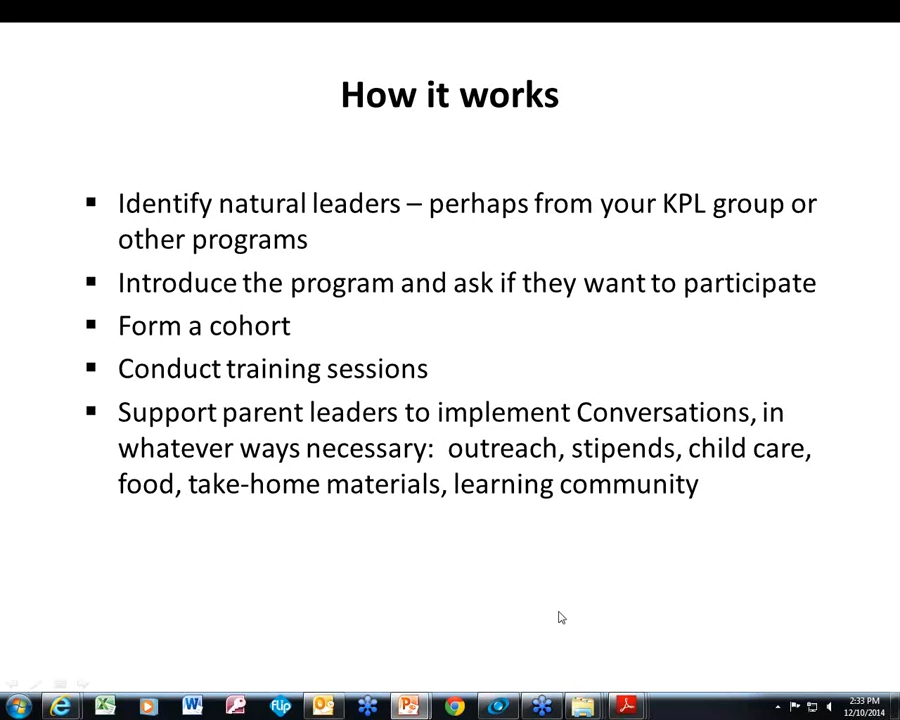 How it works
▪ Identify natural leaders – perhaps from your KPL group or
other programs
▪ Introduce the program and ask if they want to participate
▪ Form a cohort
▪ Conduct training sessions
▪ Support parent leaders to implement Conversations, in
whatever ways necessary:  outreach, stipends, child care,
food, take-home materials, learning community
flip
2:33 PM
12/10/2014